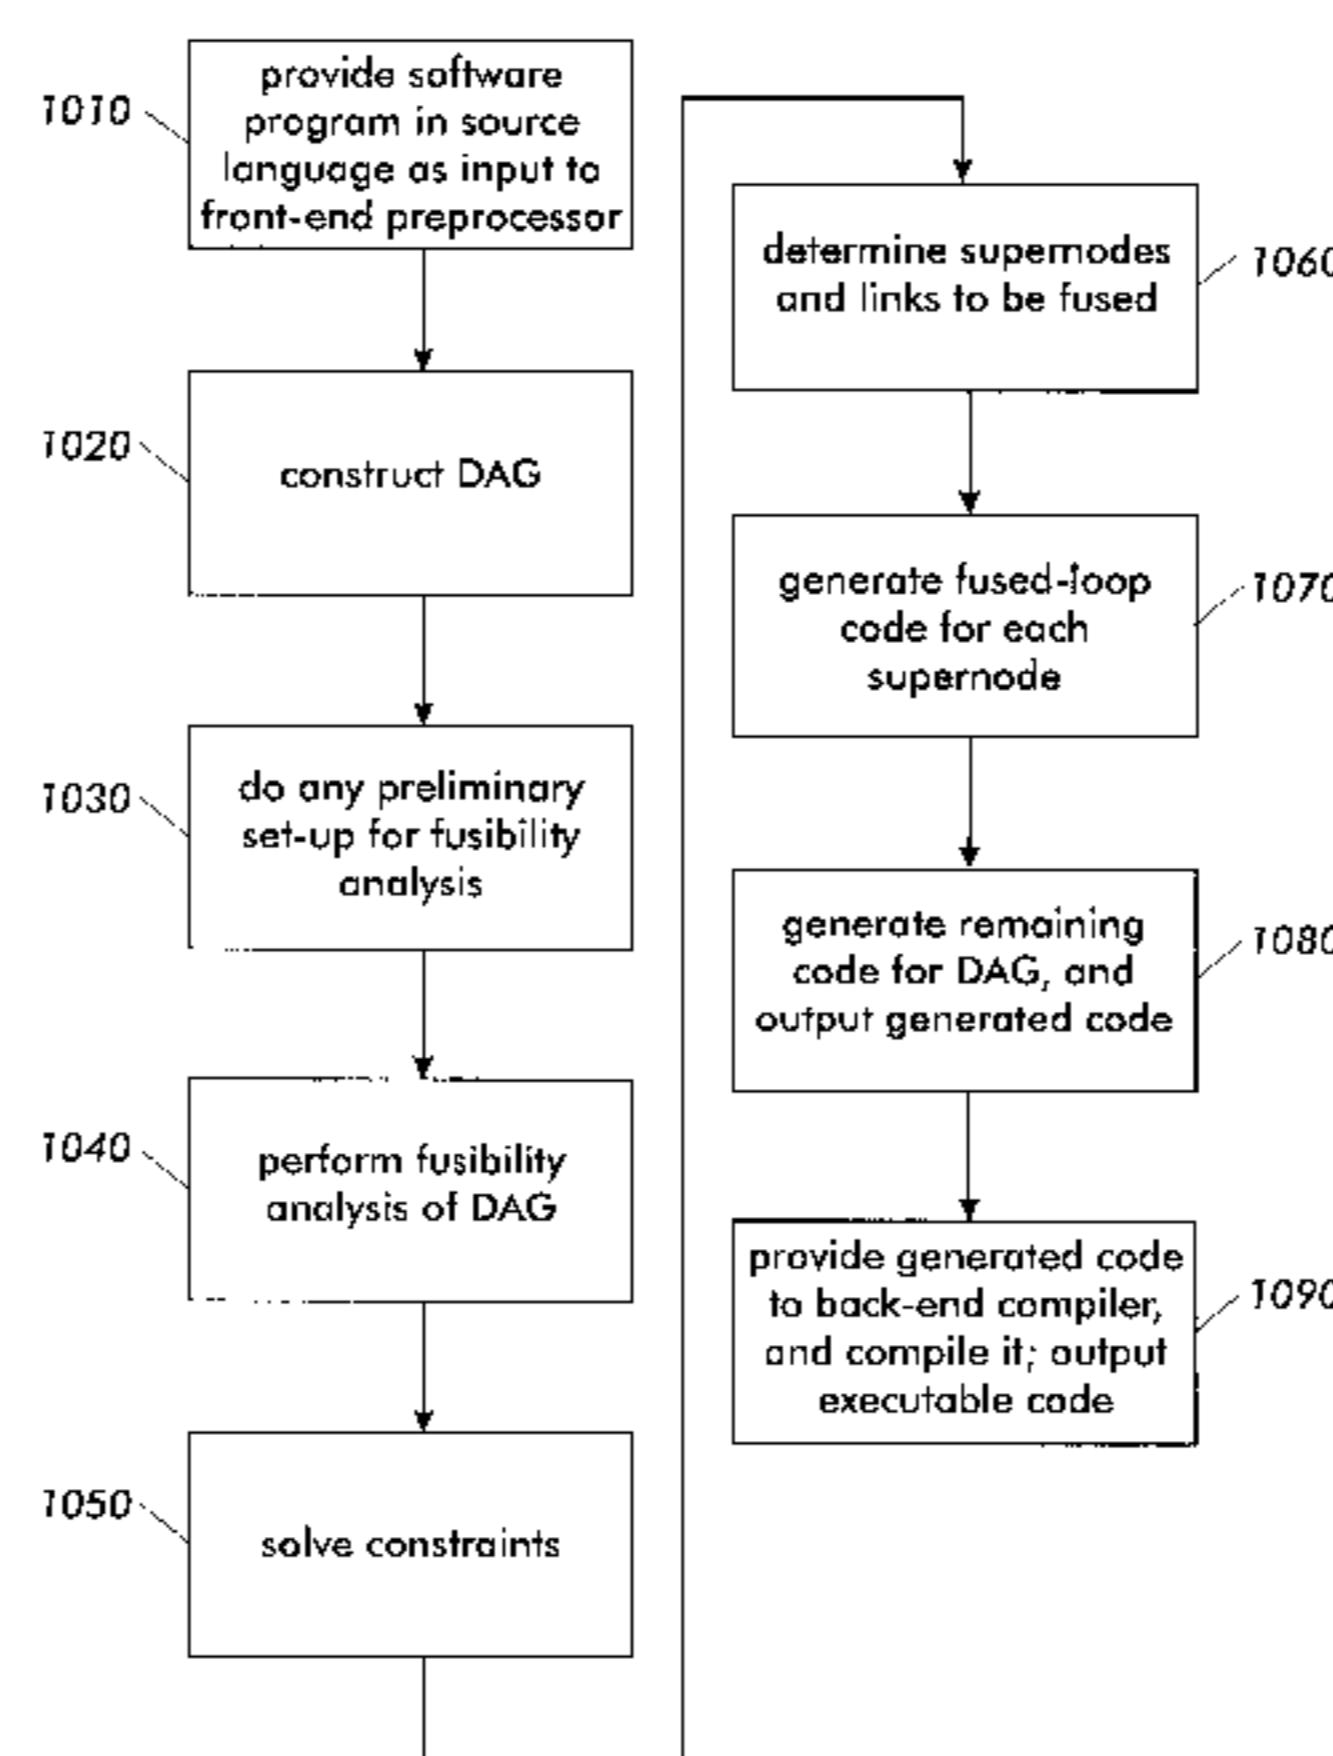 1010
provide software
program in source
language as input to
front-end preprocessor
1020
construct DAG
1030
do any preliminary
set-up for fusibility
analysis
1040
perform fusibility
analysis of DAG
1050
solve constraints
determine supernodes
and links to be fused
1060
generate fused-loop
code for each
supernode
1070
generate remaining
code for DAG, and
output generated code
1080
provide generated code
to back-end compiler,
and compile it; output
executable code
1090